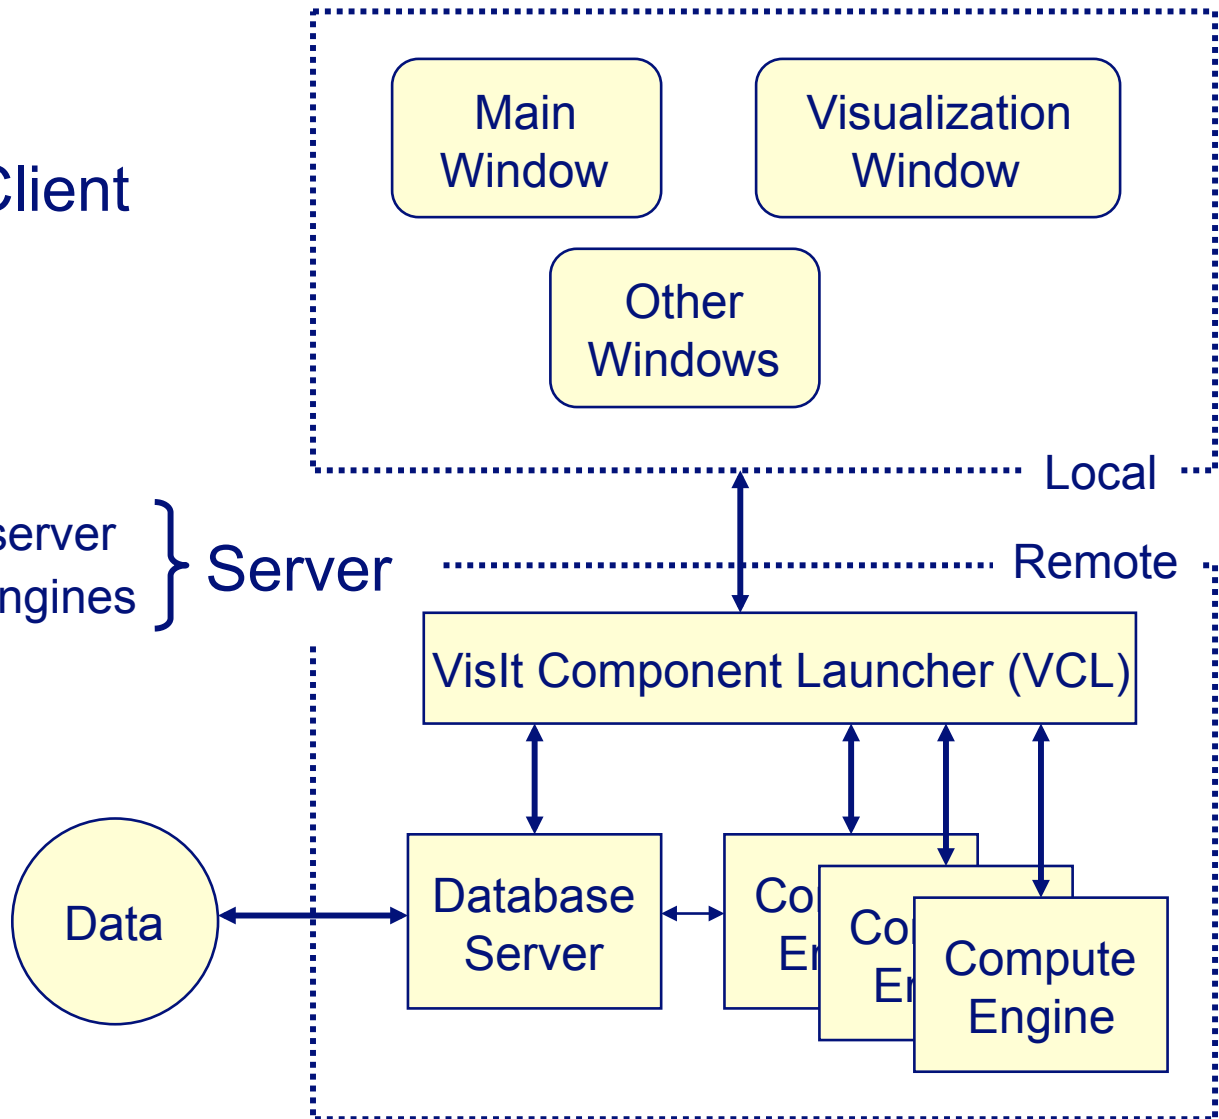 Main
Window
Visualization
Window
Client
Other
Windows
Local
server
Engines
Server
Remote
VisIt Component Launcher (VCL)
Data
Database
Server
Compute
Engine